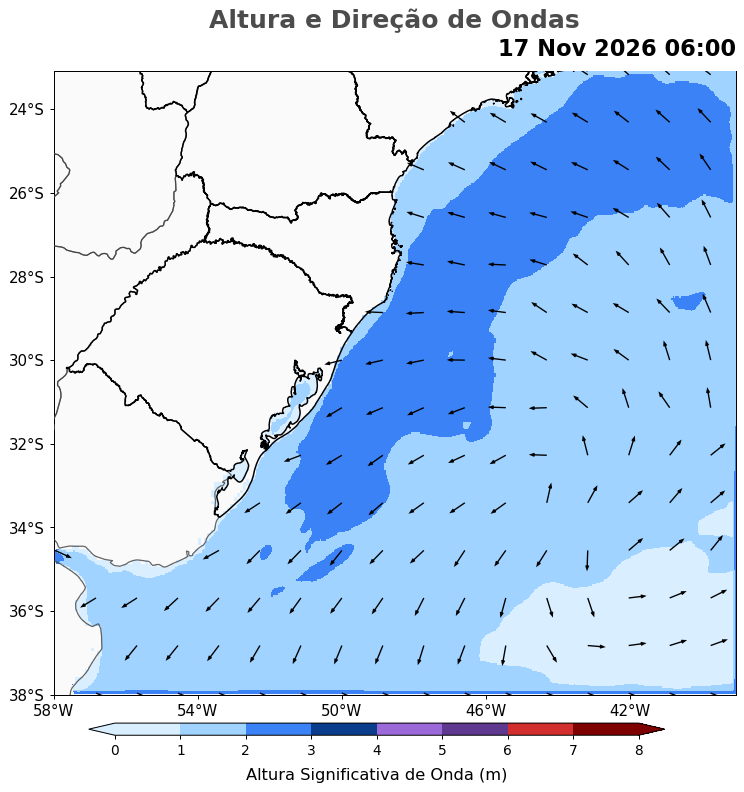 Altura e Direção de Ondas
17 Nov 2026 06:00
24°S
26°S
28°S
30°S
32°S
34°S
36°S
38°S
58°W 54°W 50°W 46°W 42°W
0 1 2 3 4 5 6 7 8
Altura Significativa de Onda (m)